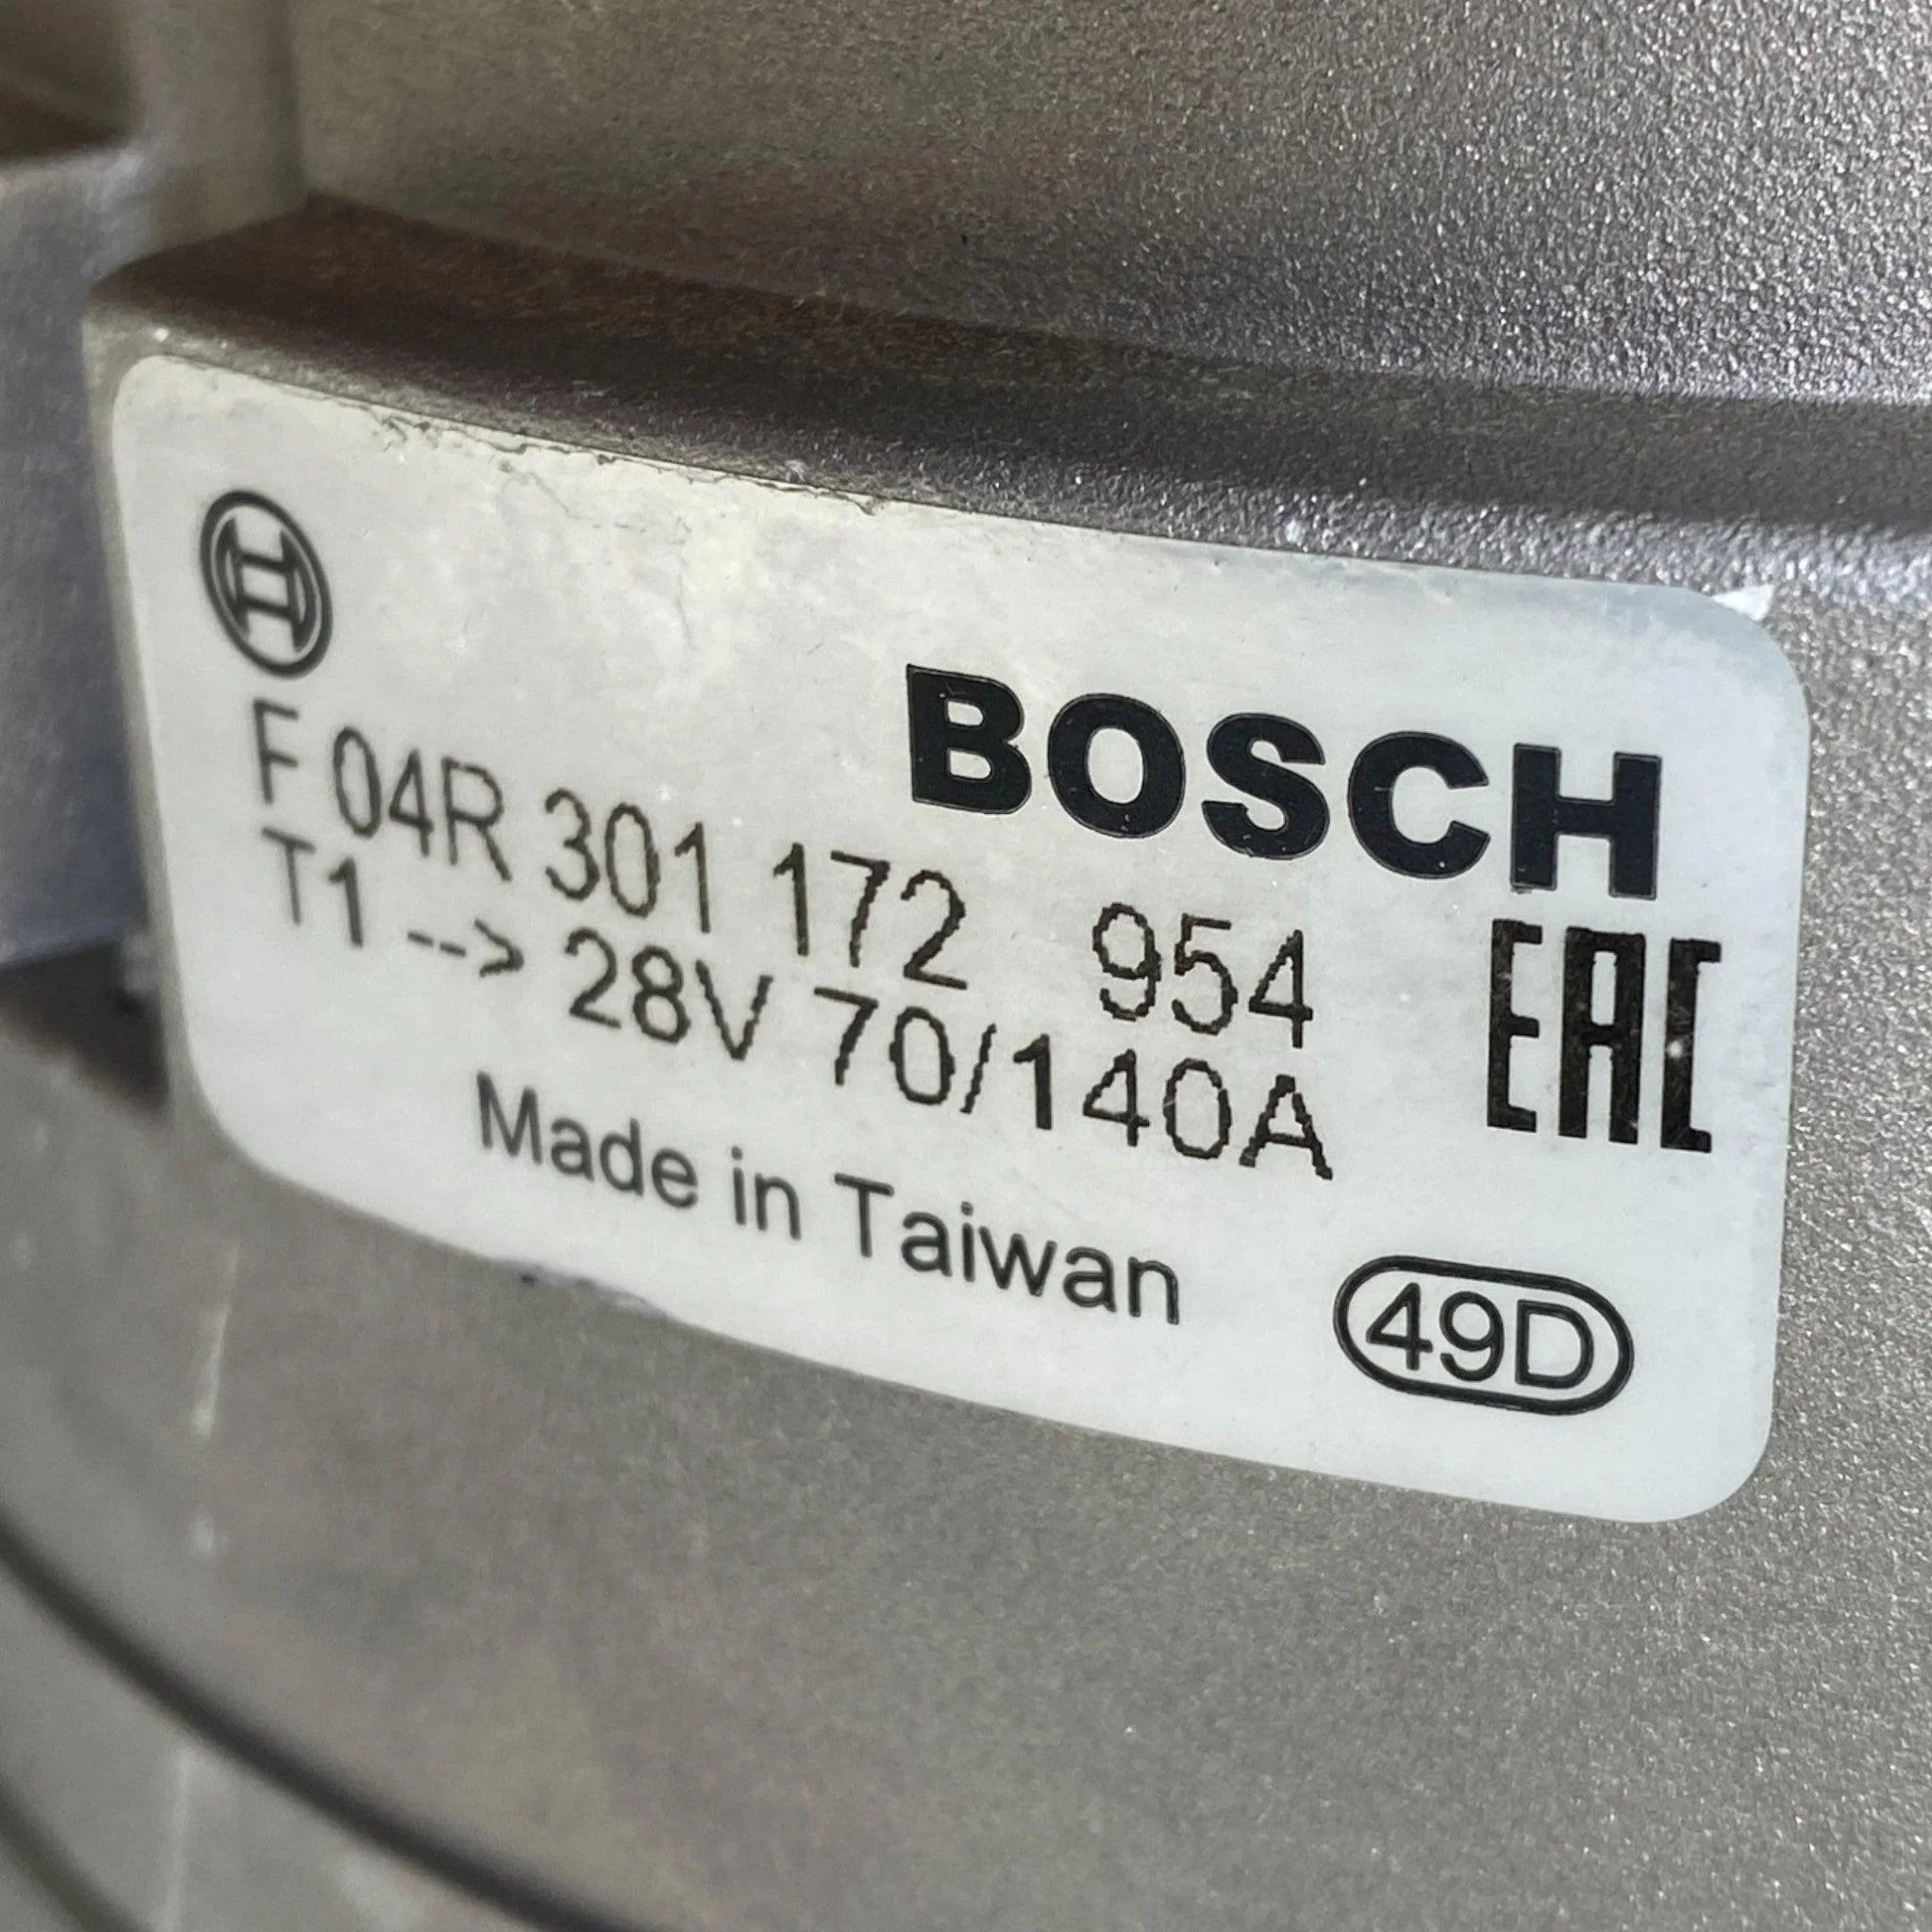 BOSCH
F 04R 301 172 954
T1 --> 28V 70/140A
EAC
Made in Taiwan
49D